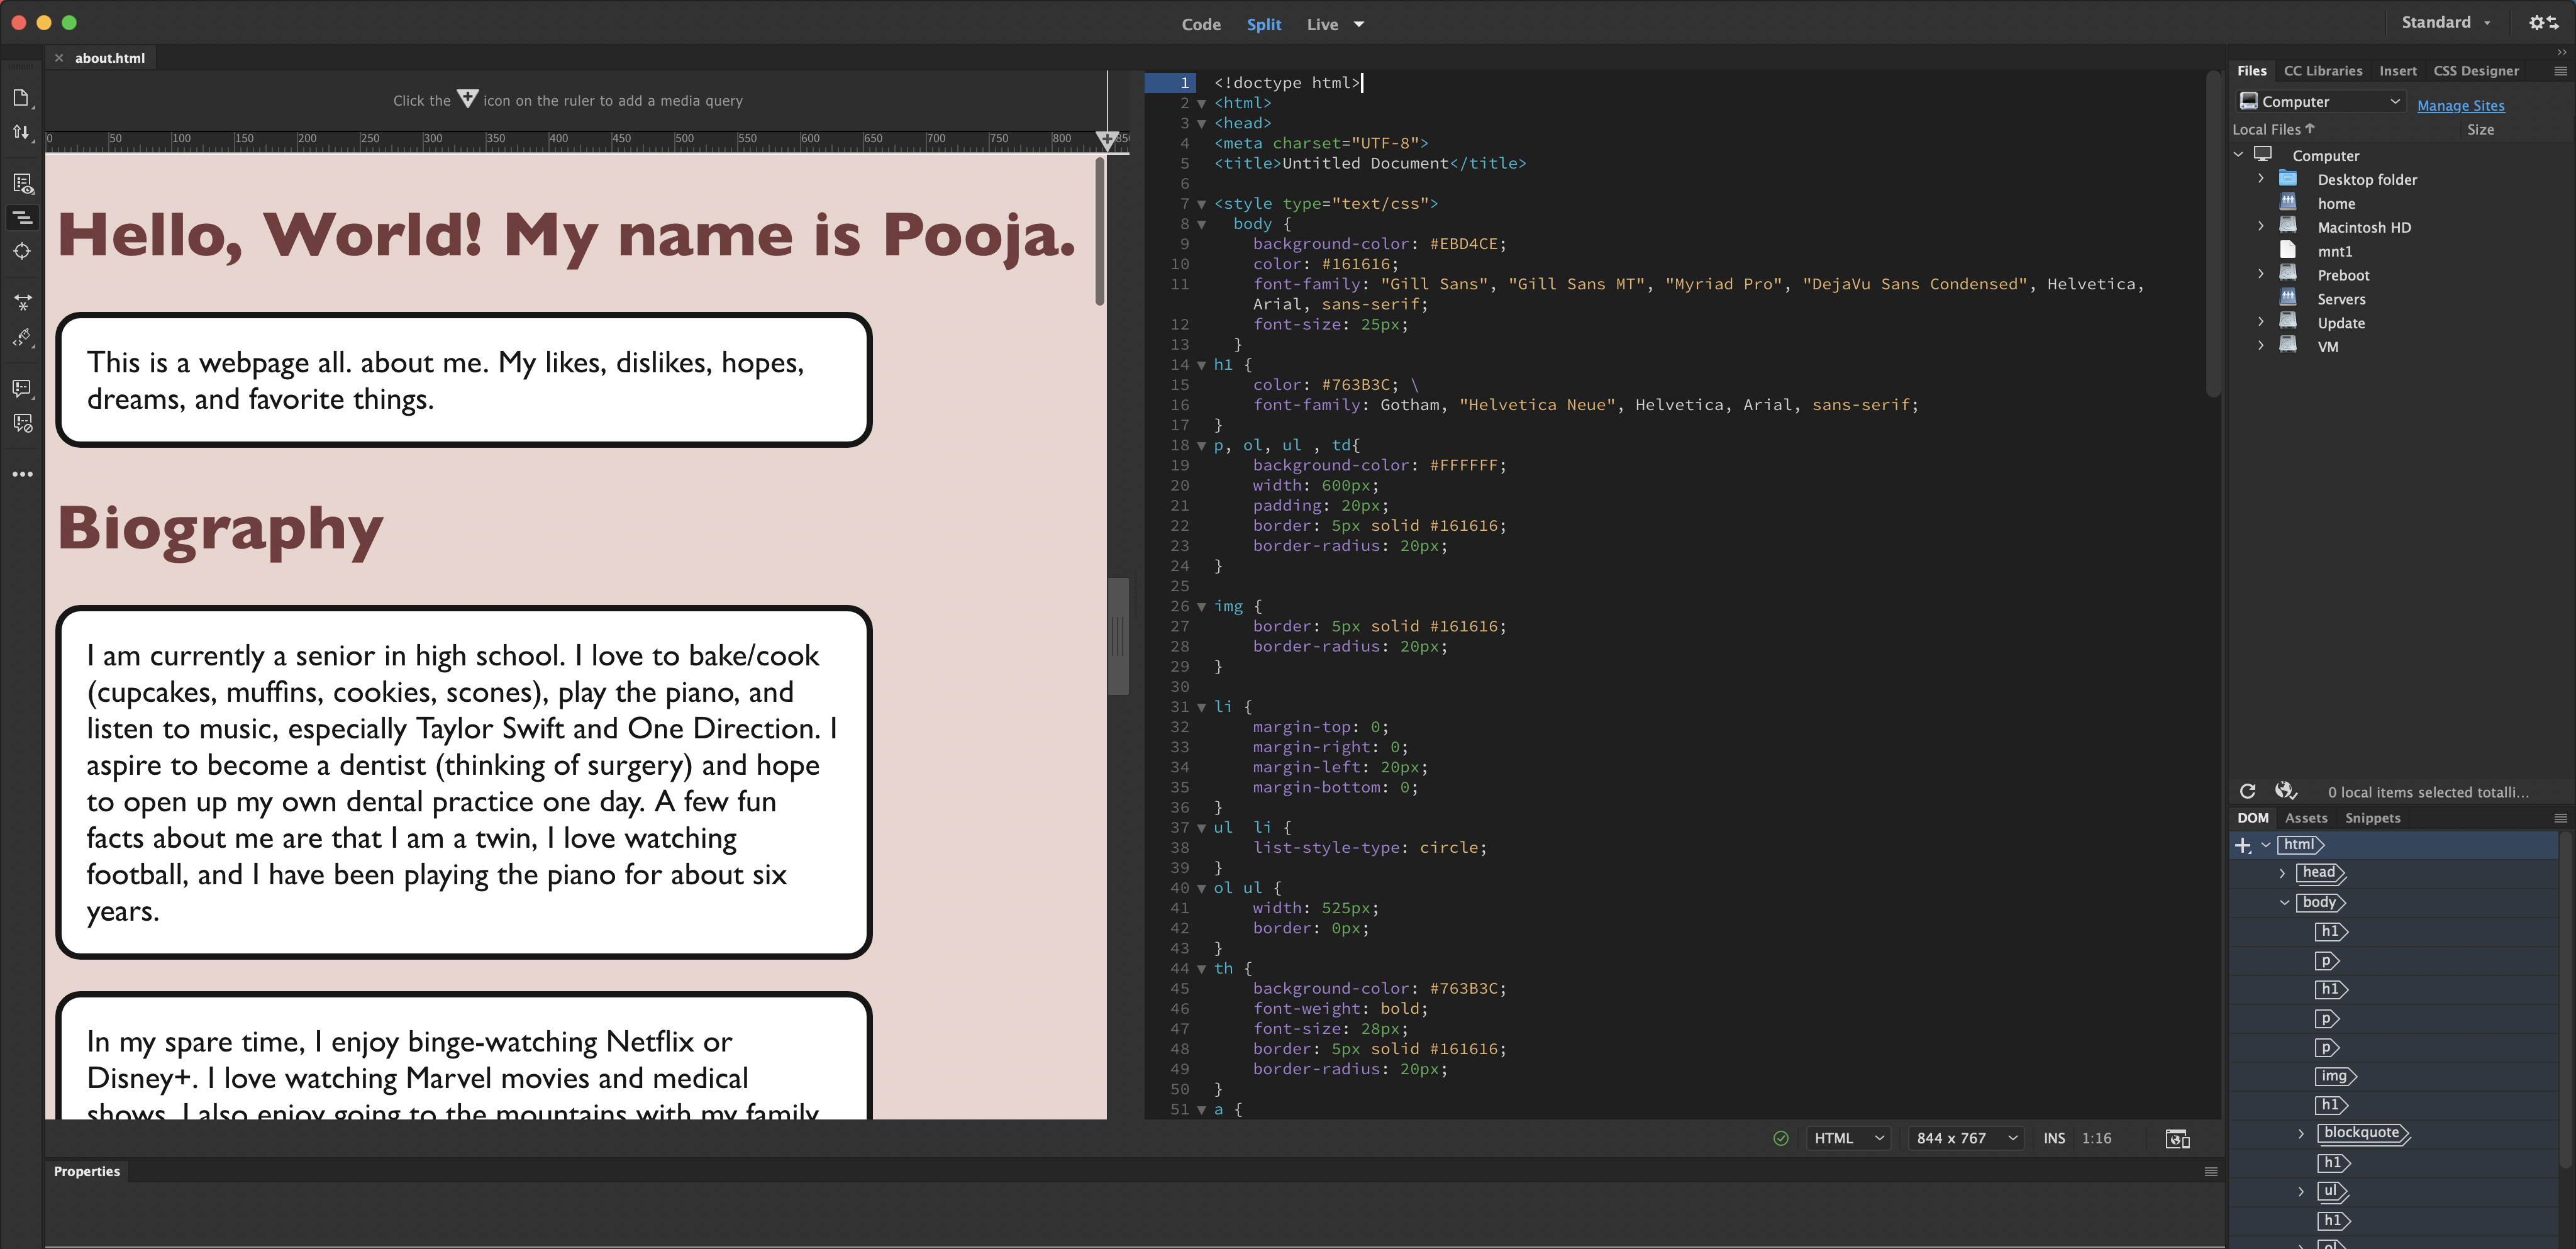 Code Split Live
Standard
about.html
Click the icon on the ruler to add a media query
0 50 100 150 200 250 300 350 400 450 500 550 600 650 700 750 800 850
Hello, World! My name is Pooja.
This is a webpage all. about me. My likes, dislikes, hopes,
dreams, and favorite things.
Biography
I am currently a senior in high school. I love to bake/cook
(cupcakes, muffins, cookies, scones), play the piano, and
listen to music, especially Taylor Swift and One Direction. I
aspire to become a dentist (thinking of surgery) and hope
to open up my own dental practice one day. A few fun
facts about me are that I am a twin, I love watching
football, and I have been playing the piano for about six
years.
In my spare time, I enjoy binge-watching Netflix or
Disney+. I love watching Marvel movies and medical
shows. I also enjoy going to the mountains with my family
1 <!doctype html>
2 <html>
3 <head>
4 <meta charset="UTF-8">
5 <title>Untitled Document</title>
6
7 <style type="text/css">
8 body {
9 background-color: #EBD4CE;
10 color: #161616;
11 font-family: "Gill Sans", "Gill Sans MT", "Myriad Pro", "DejaVu Sans Condensed", Helvetica,
Arial, sans-serif;
12 font-size: 25px;
13 }
14 h1 {
15 color: #763B3C; \
16 font-family: Gotham, "Helvetica Neue", Helvetica, Arial, sans-serif;
17 }
18 p, ol, ul , td{
19 background-color: #FFFFFF;
20 width: 600px;
21 padding: 20px;
22 border: 5px solid #161616;
23 border-radius: 20px;
24 }
25
26 img {
27 border: 5px solid #161616;
28 border-radius: 20px;
29 }
30
31 li {
32 margin-top: 0;
33 margin-right: 0;
34 margin-left: 20px;
35 margin-bottom: 0;
36 }
37 ul  li {
38 list-style-type: circle;
39 }
40 ol ul {
41 width: 525px;
42 border: 0px;
43 }
44 th {
45 background-color: #763B3C;
46 font-weight: bold;
47 font-size: 28px;
48 border: 5px solid #161616;
49 border-radius: 20px;
50 }
51 a {
HTML 844 x 767 INS 1:16
Properties
Files CC Libraries Insert CSS Designer
Computer Manage Sites
Local Files Size
Computer
Desktop folder
home
Macintosh HD
mnt1
Preboot
Servers
Update
VM
0 local items selected totalli...
DOM Assets Snippets
html
head
body
h1
p
h1
p
p
img
h1
blockquote
h1
ul
h1
ol